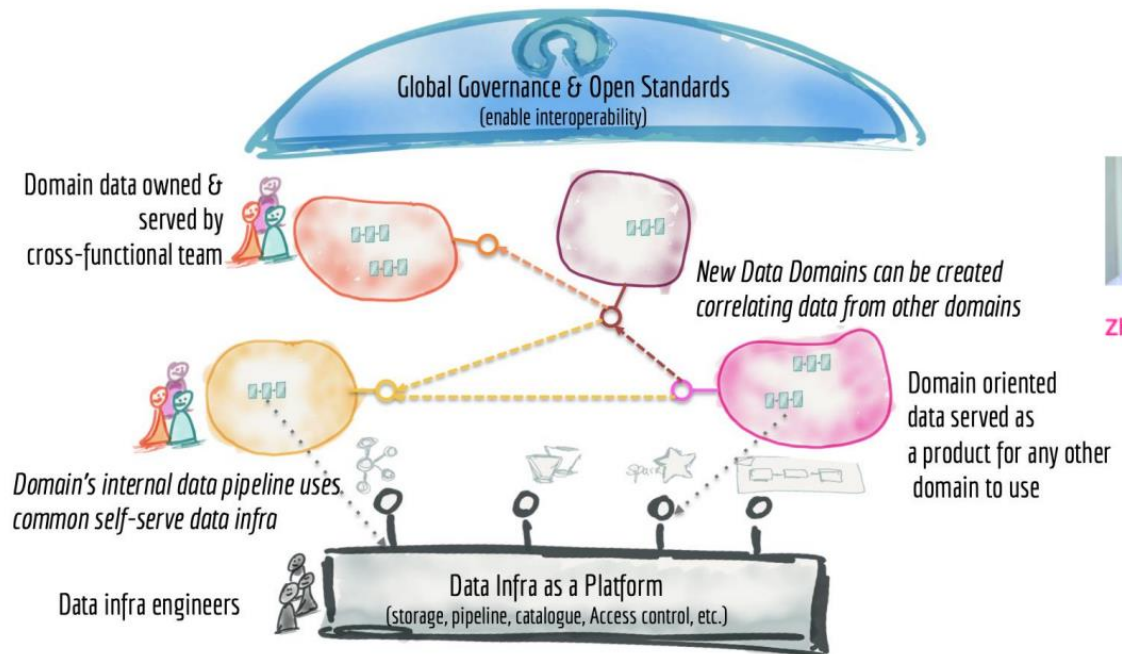 Global Governance & Open Standards
(enable interoperability)
Domain data owned &
served by
cross-functional team
New Data Domains can be created
correlating data from other domains
Domain oriented
data served as
a product for any other
domain to use
Domain's internal data pipeline uses
common self-serve data infra
Data infra engineers
Data Infra as a Platform
(storage, pipeline, catalogue, Access control, etc.)